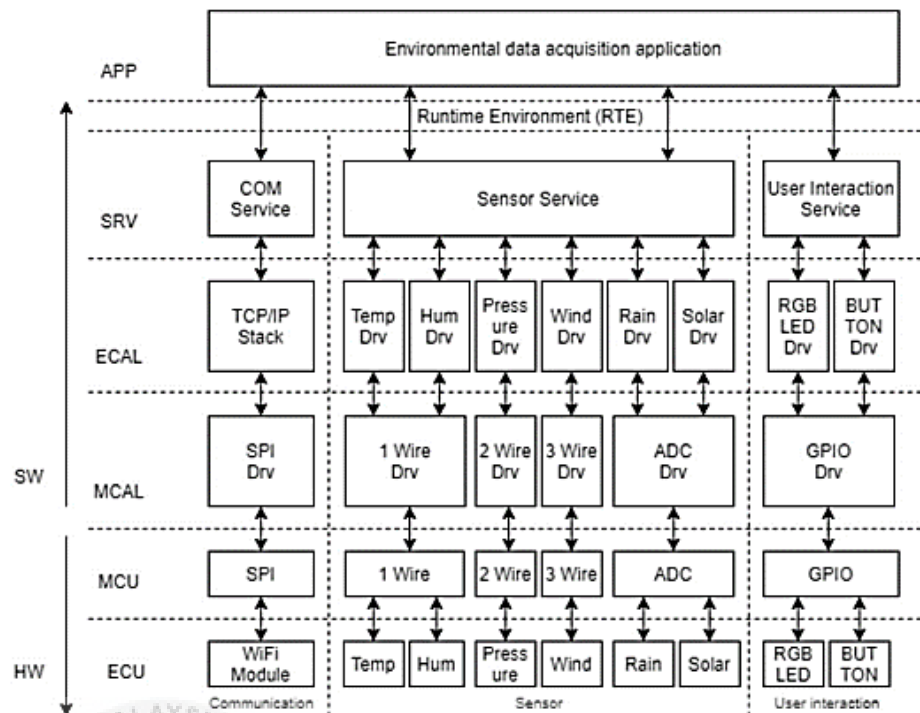 Environmental data acquisition application
APP
Runtime Environment (RTE)
COM
Service
Sensor Service
User Interaction
Service
SRV
TCP/IP
Stack
Temp
Drv
Hum
Drv
Press
ure
Drv
Wind
Drv
Rain
Drv
Solar
Drv
RGB
LED
Drv
BUT
TON
Drv
ECAL
SPI
Drv
1 Wire
Drv
2 Wire
Drv
3 Wire
Drv
ADC
Drv
GPIO
Drv
SW
MCAL
MCU
SPI
1 Wire
2 Wire
3 Wire
ADC
GPIO
HW
ECU
WiFi
Module
Temp
Hum
Press
ure
Wind
Rain
Solar
RGB
LED
BUT
TON
Communication
Sensor
User interaction